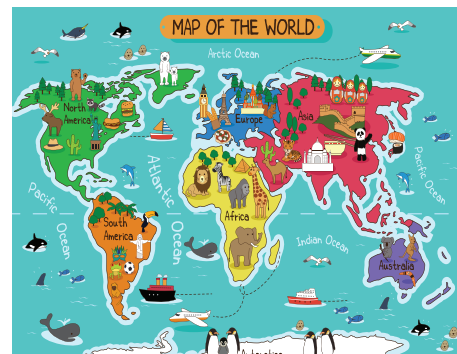 MAP OF THE WORLD
Arctic Ocean
North
America
Europe
Asia
Atlantic
Ocean
Pacific
Ocean
Pacific
Ocean
Africa
South
America
Indian Ocean
Australia
Antarctica